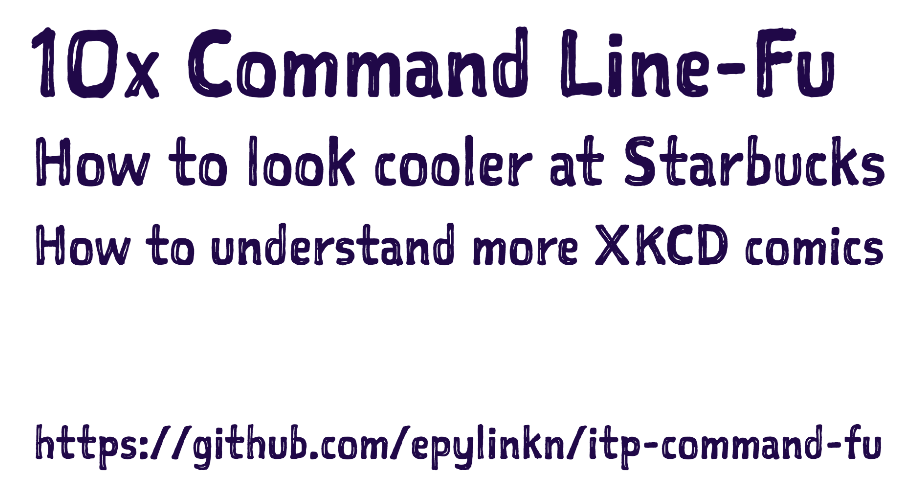 10x Command Line-Fu
How to look cooler at Starbucks
How to understand more XKCD comics
https://github.com/epylinkn/itp-command-fu